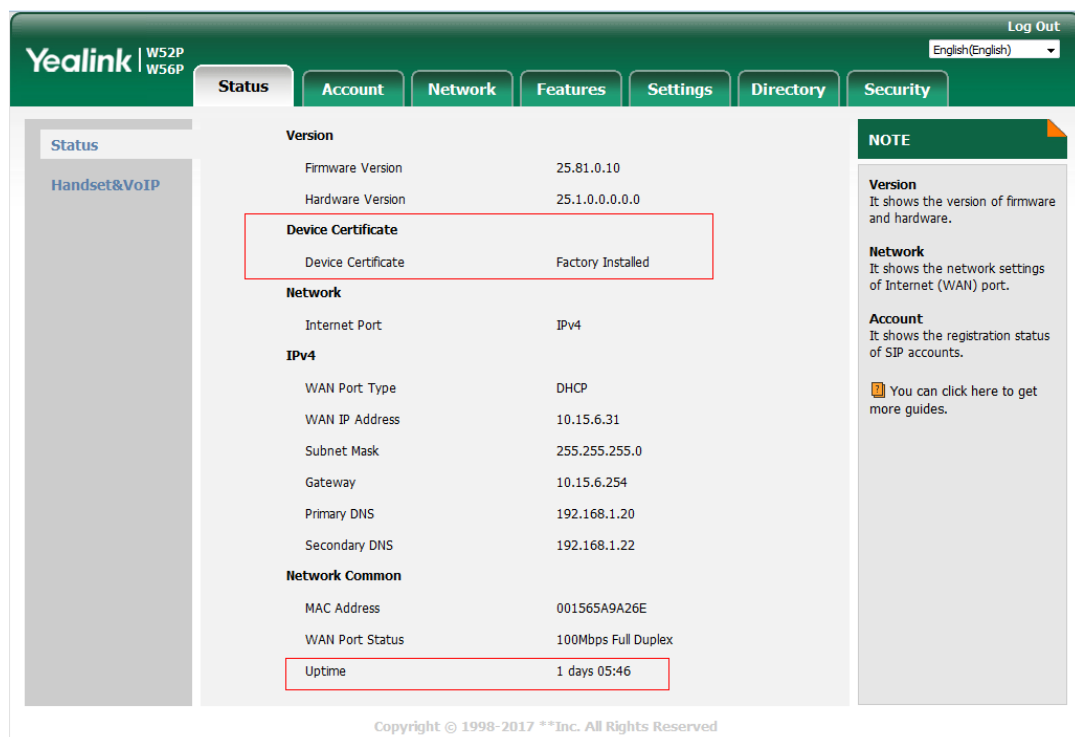 Log Out
Yealink | W52P
W56P
English(English)
Status Account Network Features Settings Directory Security
Status
Handset&VoIP
Version
Firmware Version 25.81.0.10
Hardware Version 25.1.0.0.0.0.0
Device Certificate
Device Certificate Factory Installed
Network
Internet Port IPv4
IPv4
WAN Port Type DHCP
WAN IP Address 10.15.6.31
Subnet Mask 255.255.255.0
Gateway 10.15.6.254
Primary DNS 192.168.1.20
Secondary DNS 192.168.1.22
Network Common
MAC Address 001565A9A26E
WAN Port Status 100Mbps Full Duplex
Uptime 1 days 05:46
NOTE
Version
It shows the version of firmware
and hardware.
Network
It shows the network settings
of Internet (WAN) port.
Account
It shows the registration status
of SIP accounts.
? You can click here to get
more guides.
Copyright © 1998-2017 **Inc. All Rights Reserved